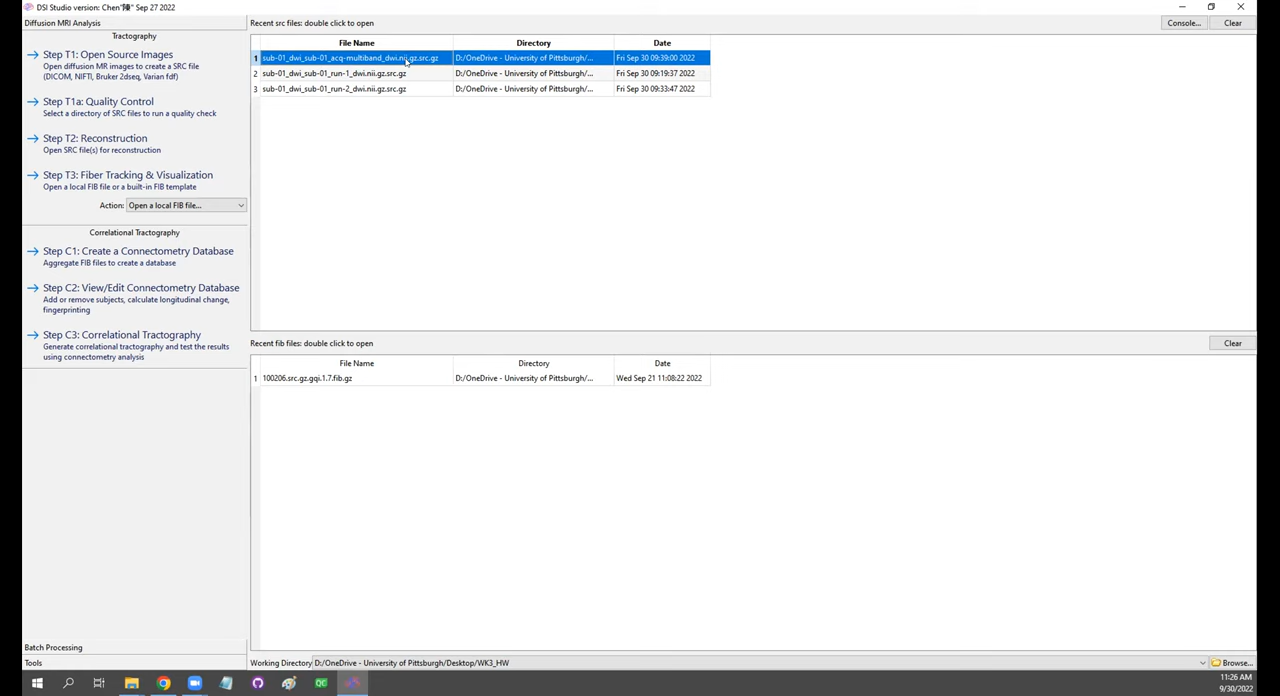 DSI Studio version: Chen"陳" Sep 27 2022
Diffusion MRI Analysis
Tractography
Step T1: Open Source Images
Open diffusion MR images to create a SRC file
(DICOM, NIFTI, Bruker 2dseq, Varian fdf)
Step T1a: Quality Control
Select a directory of SRC files to run a quality check
Step T2: Reconstruction
Open SRC file(s) for reconstruction
Step T3: Fiber Tracking & Visualization
Open a local FIB file or a built-in FIB template
Action: Open a local FIB file...
Correlational Tractography
Step C1: Create a Connectometry Database
Aggregate FIB files to create a database
Step C2: View/Edit Connectometry Database
Add or remove subjects, calculate longitudinal change,
fingerprinting
Step C3: Correlational Tractography
Generate correlational tractography and test the results
using connectometry analysis
Batch Processing
Tools
Recent src files: double click to open
Console... Clear
File Name Directory Date
1 sub-01_dwi_sub-01_acq-multiband_dwi.nii.gz.src.gz D:/OneDrive - University of Pittsburgh/... Fri Sep 30 09:39:00 2022
2 sub-01_dwi_sub-01_run-1_dwi.nii.gz.src.gz D:/OneDrive - University of Pittsburgh/... Fri Sep 30 09:19:37 2022
3 sub-01_dwi_sub-01_run-2_dwi.nii.gz.src.gz D:/OneDrive - University of Pittsburgh/... Fri Sep 30 09:33:47 2022
Recent fib files: double click to open
Clear
File Name Directory Date
1 100206.src.gz.gqi.1.7.fib.gz D:/OneDrive - University of Pittsburgh/... Wed Sep 21 11:08:22 2022
Working Directory D:/OneDrive - University of Pittsburgh/Desktop/WK3_HW Browse...
QC
11:26 AM
9/30/2022